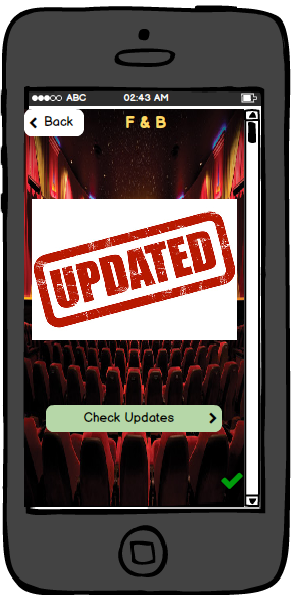 ABC 02:43 AM
Back F & B
UPDATED
Check Updates